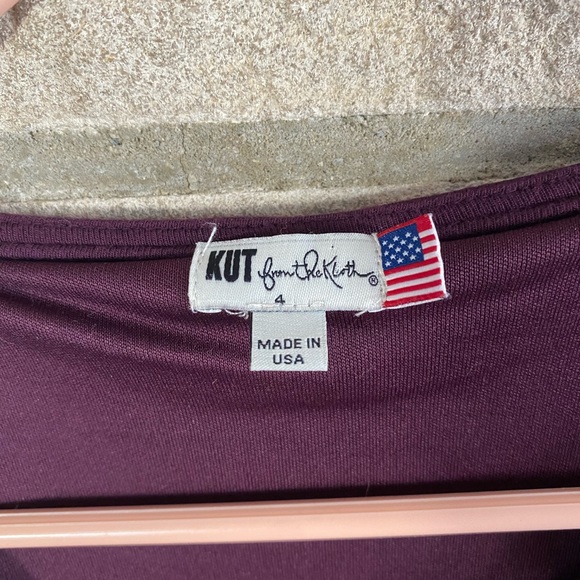 KUT from the Kloth®
4
MADE IN
USA